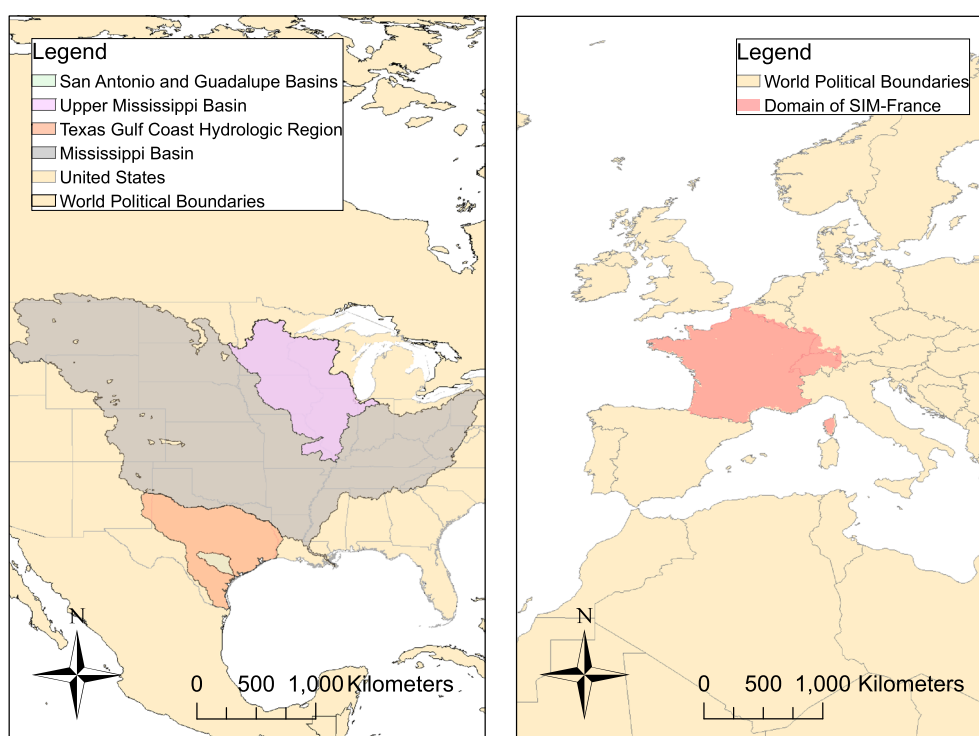 Legend
San Antonio and Guadalupe Basins
Upper Mississippi Basin
Texas Gulf Coast Hydrologic Region
Mississippi Basin
United States
World Political Boundaries
N
0 500 1,000 Kilometers
Legend
World Political Boundaries
Domain of SIM-France
N
0 500 1,000 Kilometers